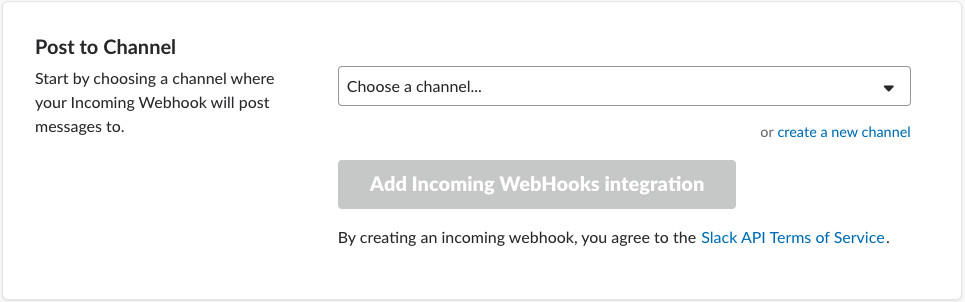 Post to Channel
Start by choosing a channel where
your Incoming Webhook will post
messages to.
Choose a channel...
or create a new channel
Add Incoming WebHooks integration
By creating an incoming webhook, you agree to the Slack API Terms of Service.